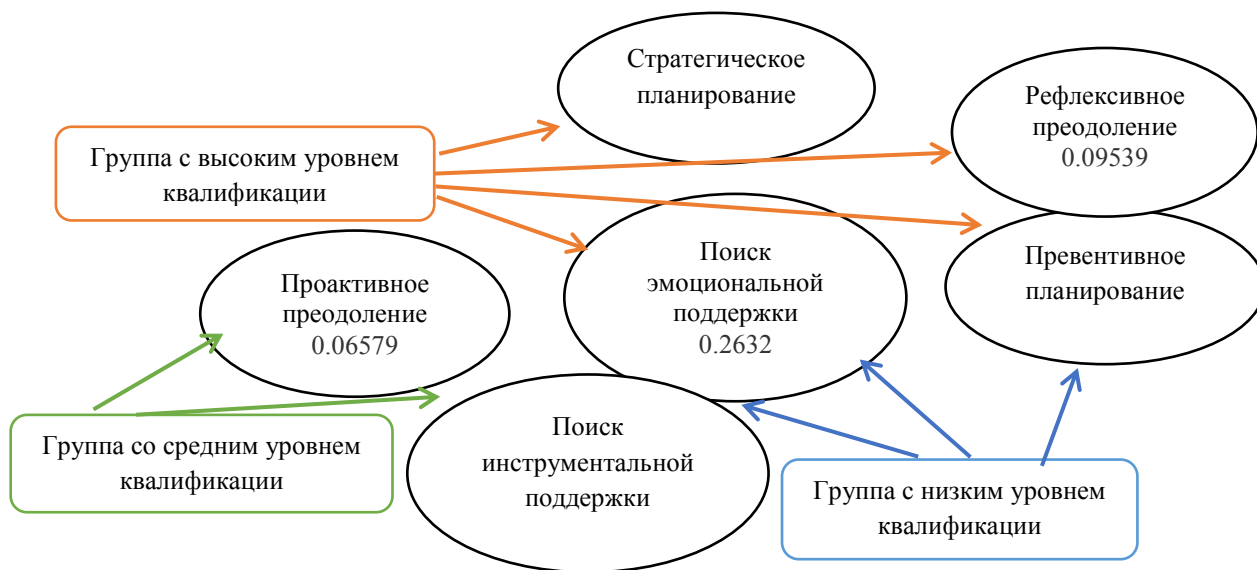 Стратегическое
планирование
Рефлексивное
преодоление
0.09539
Группа с высоким уровнем
квалификации
Проактивное
преодоление
0.06579
Поиск
эмоциональной
поддержки
0.2632
Превентивное
планирование
Группа со средним уровнем
квалификации
Поиск
инструментальной
поддержки
Группа с низким уровнем
квалификации